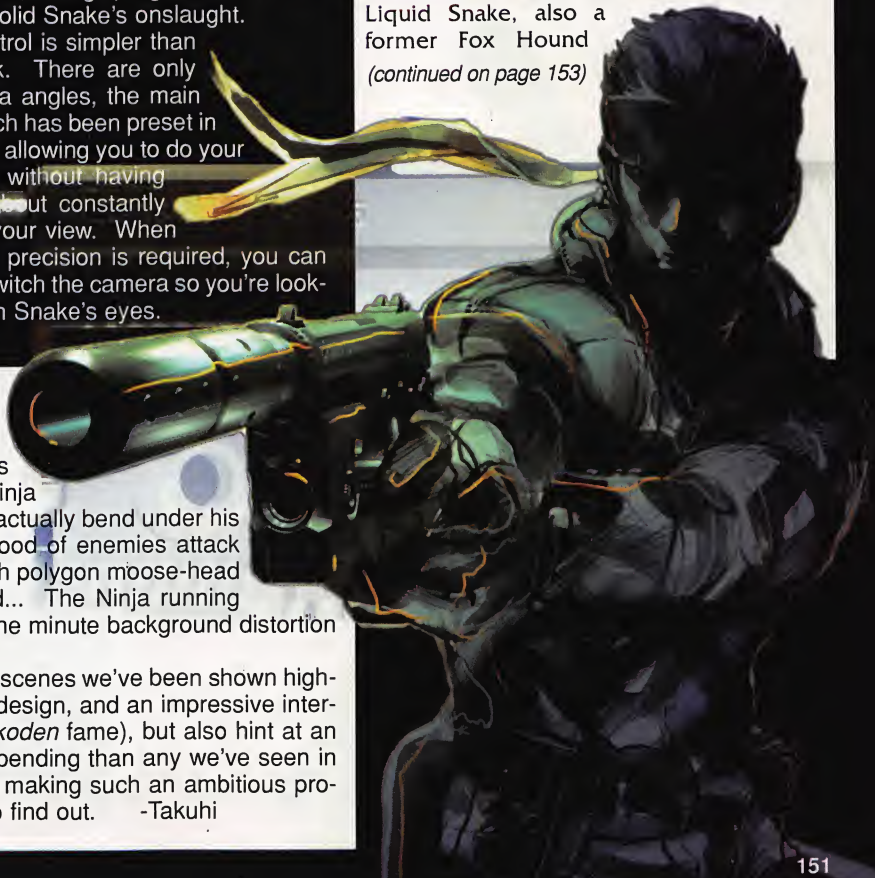 olid Snake's onslaught.
trol is simpler than
k. There are only
a angles, the main
ch has been preset in
allowing you to do your
without having
out constantly
your view. When
precision is required, you can
witch the camera so you're look-
n Snake's eyes.
Liquid Snake, also a
former Fox Hound
(continued on page 153)
s
inja
actually bend under his
ood of enemies attack
h polygon moose-head
d... The Ninja running
ne minute background distortion
scenes we've been shown high-
design, and an impressive inter-
koden fame), but also hint at an
pending than any we've seen in
making such an ambitious pro-
o find out. -Takuhi
151